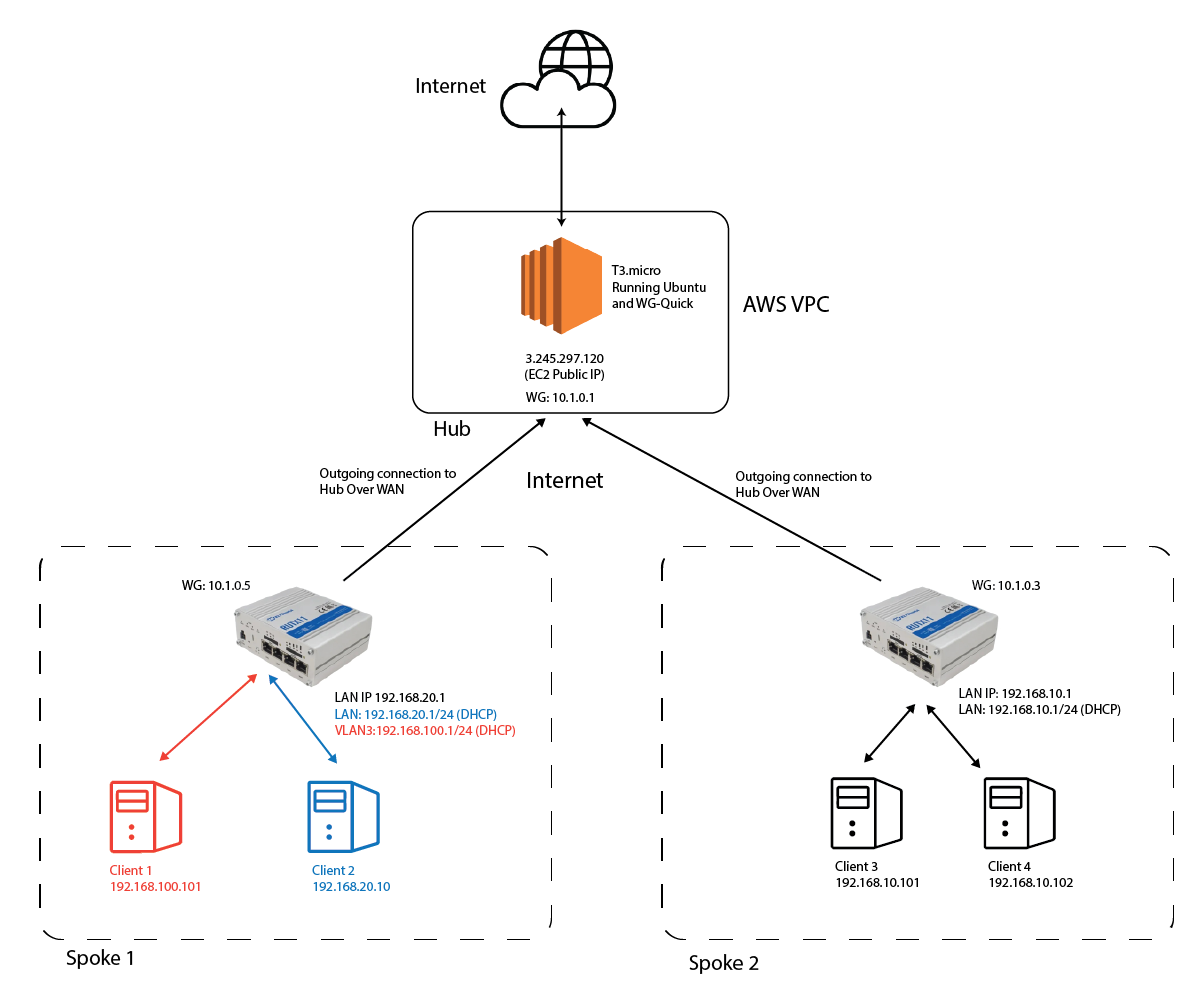 Internet
T3.micro
Running Ubuntu
and WG-Quick
AWS VPC
3.245.297.120
(EC2 Public IP)
WG: 10.1.0.1
Hub
Outgoing connection to
Hub Over WAN
Internet
Outgoing connection to
Hub Over WAN
WG: 10.1.0.5
RUTX11
LAN IP 192.168.20.1
LAN: 192.168.20.1/24 (DHCP)
VLAN3:192.168.100.1/24 (DHCP)
Client 1
192.168.100.101
Client 2
192.168.20.10
Spoke 1
WG: 10.1.0.3
RUTX11
LAN IP: 192.168.10.1
LAN: 192.168.10.1/24 (DHCP)
Client 3
192.168.10.101
Client 4
192.168.10.102
Spoke 2